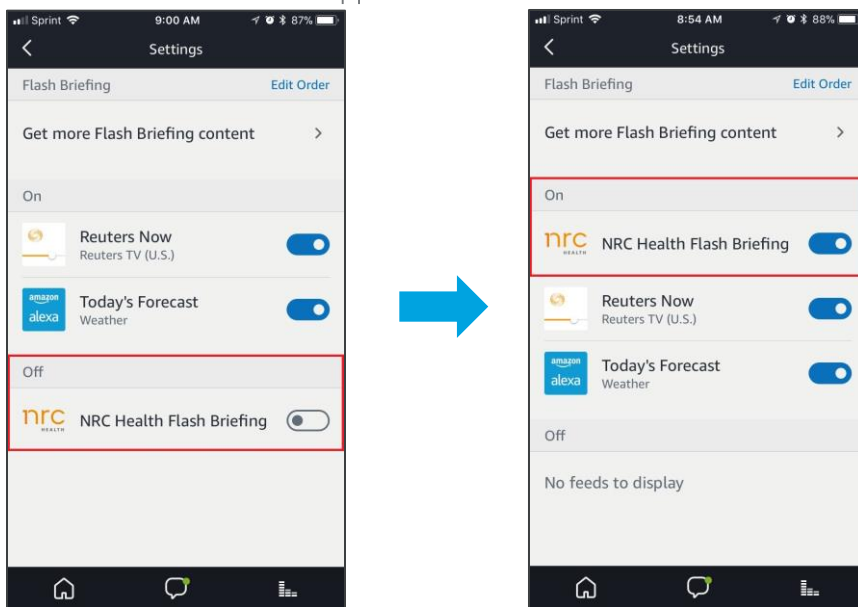 Sprint 9:00 AM 87%
Settings
Flash Briefing Edit Order
Get more Flash Briefing content
On
Reuters Now
Reuters TV (U.S.)
amazon
alexa
Today's Forecast
Weather
Off
nrc
HEALTH
NRC Health Flash Briefing
Sprint 8:54 AM 88%
Settings
Flash Briefing Edit Order
Get more Flash Briefing content
On
nrc
HEALTH
NRC Health Flash Briefing
Reuters Now
Reuters TV (U.S.)
amazon
alexa
Today's Forecast
Weather
Off
No feeds to display